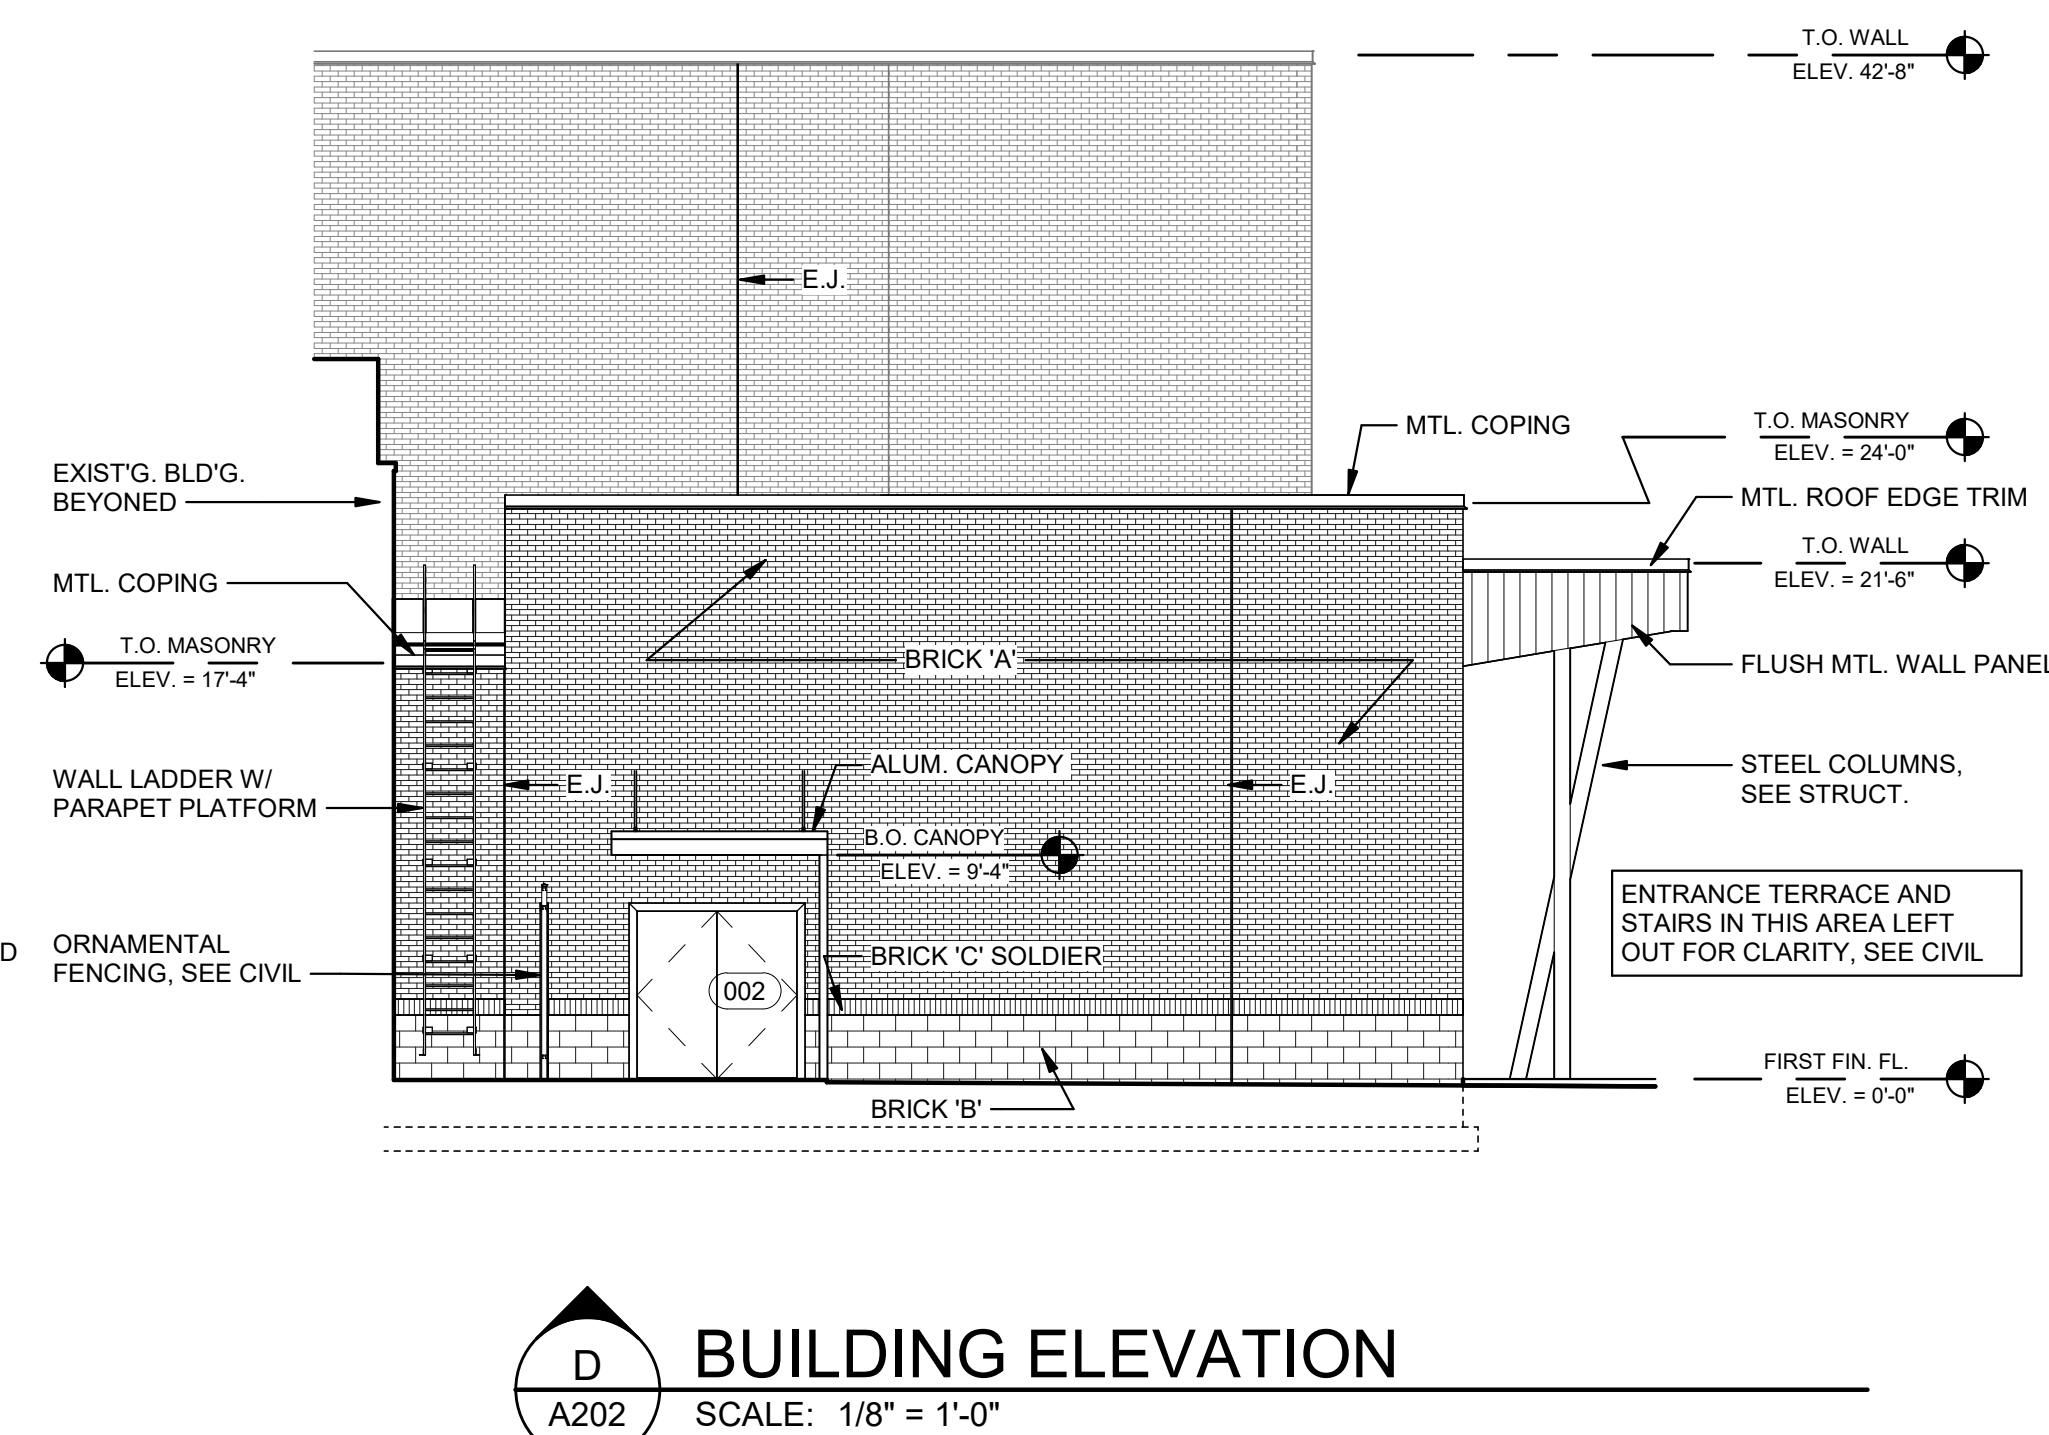 T.O. WALL
ELEV. 42'-8"
E.J.
MTL. COPING
T.O. MASONRY
ELEV. = 24'-0"
EXIST'G. BLD'G.
BEYONED
MTL. ROOF EDGE TRIM
T.O. WALL
ELEV. = 21'-6"
MTL. COPING
T.O. MASONRY
ELEV. = 17'-4"
BRICK 'A'
FLUSH MTL. WALL PANEL
WALL LADDER W/
PARAPET PLATFORM
E.J.
ALUM. CANOPY
E.J.
STEEL COLUMNS,
SEE STRUCT.
B.O. CANOPY
ELEV. = 9'-4"
ENTRANCE TERRACE AND
STAIRS IN THIS AREA LEFT
OUT FOR CLARITY, SEE CIVIL
D
ORNAMENTAL
FENCING, SEE CIVIL
BRICK 'C' SOLDIER
002
FIRST FIN. FL.
ELEV. = 0'-0"
BRICK 'B'
D
A202
BUILDING ELEVATION
SCALE: 1/8" = 1'-0"